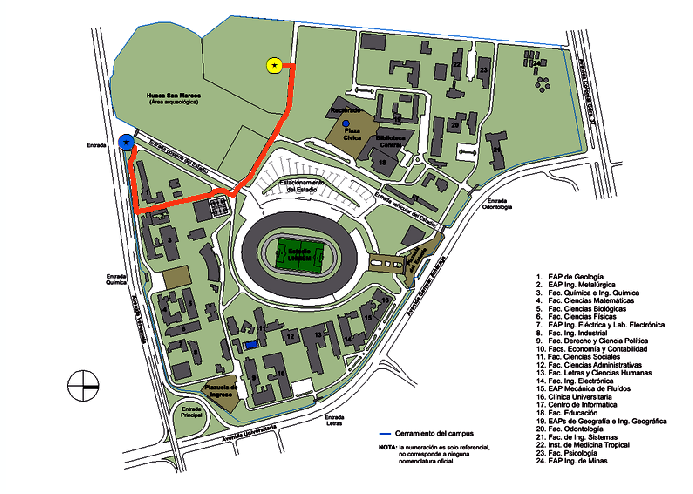 Huaca San Marcos
(Área arqueológica)
Entrada
Plaza
Cívica
Biblioteca
Central
Estacionamiento
del Estadio
Entrada
Odontología
Entrada
Química
Plazuela de
Ingreso
Entrada
Principal
Avenida Universitaria
Entrada
Letras
Cerramento del campus
NOTA: la numeración es solo referencial,
no corresponde a ninguna
nomenclatura oficial
1. EAP de Geología
2. EAP Ing. Metalúrgica
3. Fac. Química e Ing. Química
4. Fac. Ciencias Matemáticas
5. Fac. Ciencias Biológicas
6. Fac. Ciencias Físicas
7. EAP Ing. Eléctrica y Lab. Electrónica
8. Fac. Ing. Industrial
9. Fac. Derecho y Ciencia Política
10. Facs. Economía y Contabilidad
11. Fac. Ciencias Sociales
12. Fac. Ciencias Administrativas
13. Fac. Letras y Ciencias Humanas
14. Fac. Ing. Electrónica
15. EAP Mecánica de Fluidos
16. Clínica Universitaria
17. Centro de Informática
18. Fac. Educación
19. EAPs de Geografía e Ing. Geográfica
20. Fac. Odontología
21. Fac. de Ing. Sistemas
22. Inst. de Medicina Tropical
23. Fac. Psicología
24. EAP Ing. de Minas